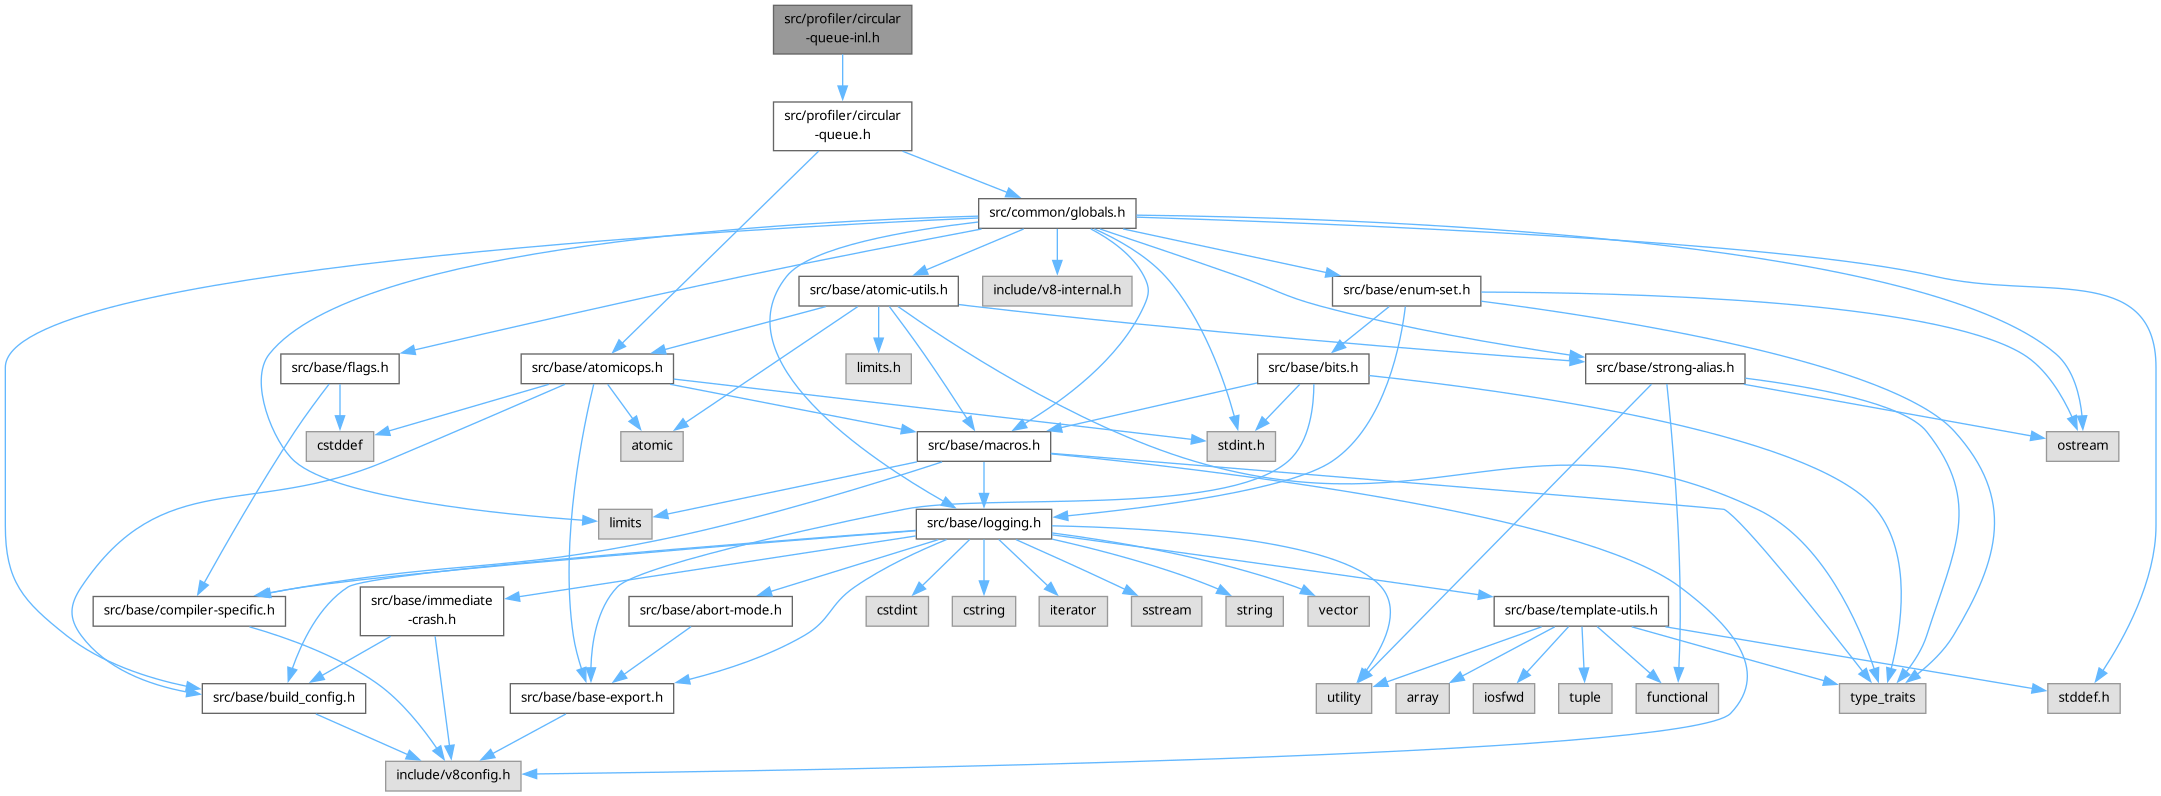 src/profiler/circular
-queue-inl.h
src/profiler/circular
-queue.h
src/common/globals.h
src/base/atomic-utils.h
include/v8-internal.h
src/base/enum-set.h
src/base/flags.h
src/base/atomicops.h
limits.h
src/base/bits.h
src/base/strong-alias.h
cstddef
atomic
src/base/macros.h
stdint.h
ostream
limits
src/base/logging.h
src/base/compiler-specific.h
src/base/immediate
-crash.h
src/base/abort-mode.h
cstdint
cstring
iterator
sstream
string
vector
src/base/template-utils.h
src/base/build_config.h
src/base/base-export.h
utility
array
iosfwd
tuple
functional
type_traits
stddef.h
include/v8config.h